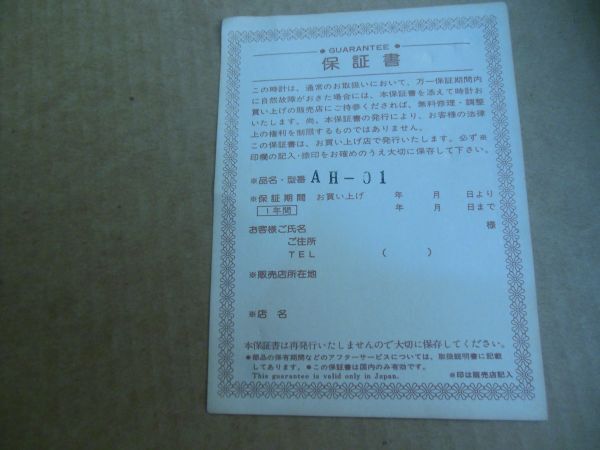 GUARANTEE
保証書
この時計は、通常のお取扱いにおいて、万一保証期間内
に自然故障がおきた場合には、本保証書を添えて時計お
買い上げの販売店にご持参くだされば、無料修理・調整
いたします。尚、本保証書の発行により、お客様の法律
上の権利を制限するものではありません。
この保証書は、お買い上げ店で発行いたします。必ず※
印欄の記入・捺印をお確めのうえ大切に保存して下さい。
※品名・型番 AH-01
※保証期間 お買い上げ 年 月 日より
1年間 年 月 日まで
お客様ご氏名 様
ご住所
TEL ( )
※販売店所在地
※店 名
本保証書は再発行いたしませんので大切に保存してください。
●部品の保有期間などのアフターサービスについては、取扱説明書に記載
してあります。●この保証書は国内のみ有効です。
This guarantee is valid only in Japan. ※印は販売店記入